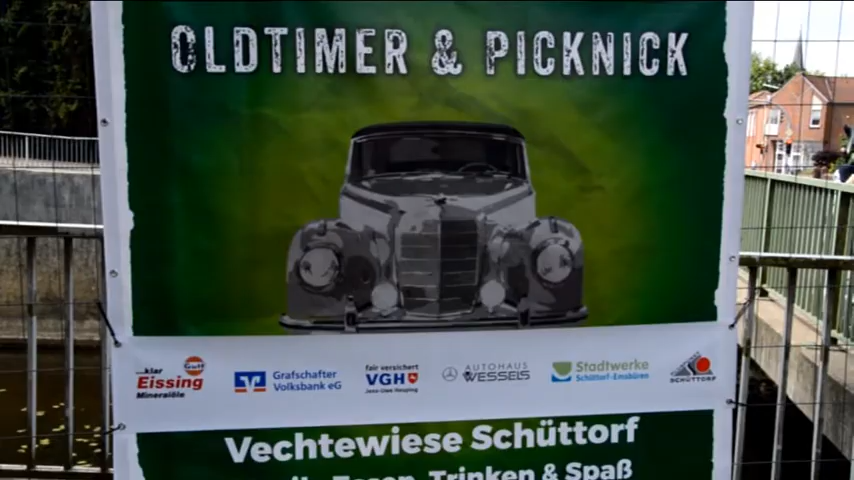 OLDTIMER & PICKNICK
...klar
Eissing
Mineralöle
Gulf
Grafschafter
Volksbank eG
fair versichert
VGH
AUTOHAUS
WESSELS
Stadtwerke
Schüttorf - Emsbüren
SCHÜTTORF
Vechtewiese Schüttorf
Essen, Trinken & Spaß